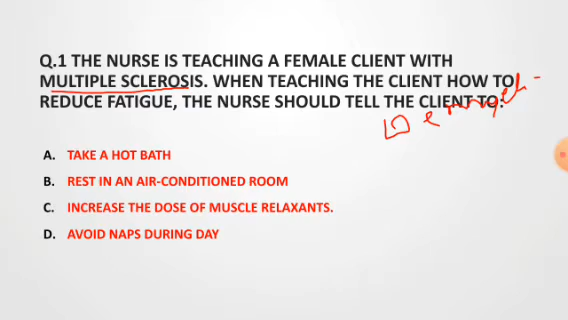 Q.1 THE NURSE IS TEACHING A FEMALE CLIENT WITH
MULTIPLE SCLEROSIS. WHEN TEACHING THE CLIENT HOW TO
REDUCE FATIGUE, THE NURSE SHOULD TELL THE CLIENT TO:
A. TAKE A HOT BATH
B. REST IN AN AIR-CONDITIONED ROOM
C. INCREASE THE DOSE OF MUSCLE RELAXANTS.
D. AVOID NAPS DURING DAY